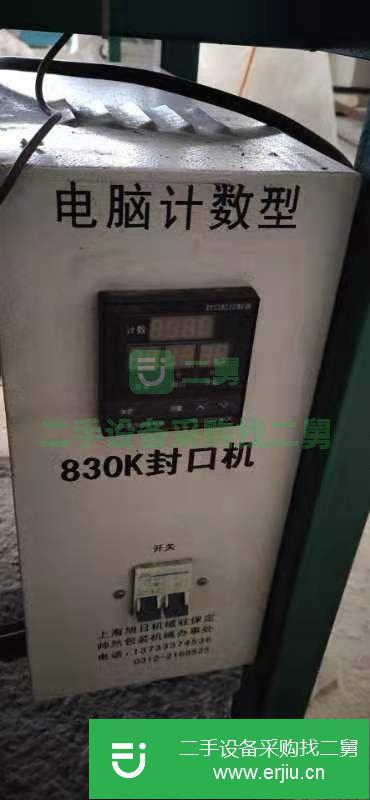 电脑计数型
计数
二舅
二手设备采购找二舅
830K封口机
开关
上海旭日机械驻保定
帅然包装机械办事处
电话：13733374536
0312-2168525
二手设备采购找二舅
www.erjiu.cn